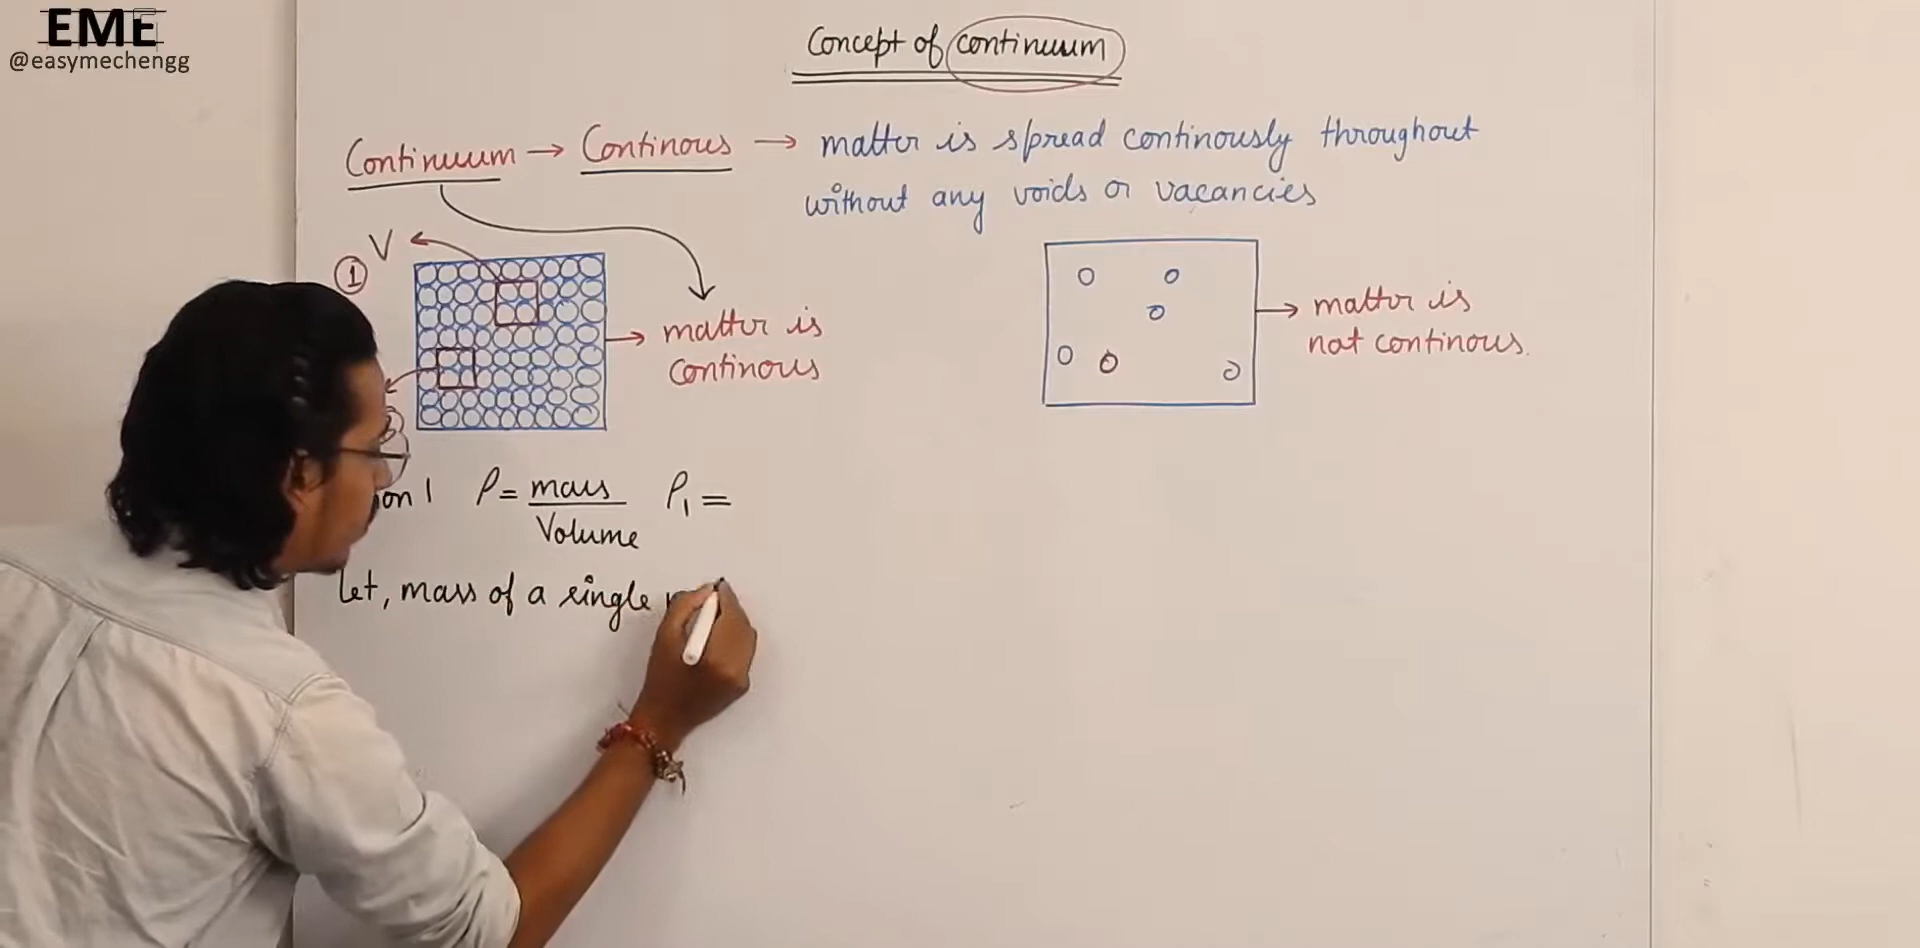 EME
@easymechengg
Concept of continuum
Continuum → Continous → matter is spread continously throughout
without any voids or vacancies
V
①
matter is
continous
matter is
not continous.
ion 1 ρ = mass / Volume ρ₁ =
Let, mass of a single